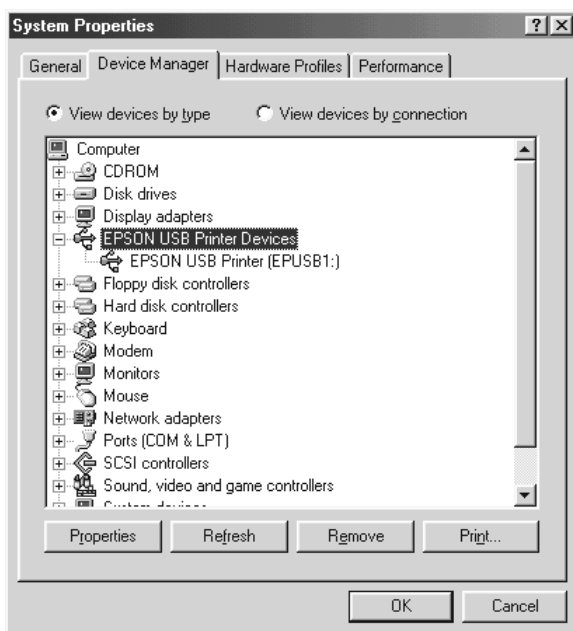 System Properties
General Device Manager Hardware Profiles Performance
View devices by type View devices by connection
Computer
CDROM
Disk drives
Display adapters
EPSON USB Printer Devices
EPSON USB Printer (EPUSB1:)
Floppy disk controllers
Hard disk controllers
Keyboard
Modem
Monitors
Mouse
Network adapters
Ports (COM & LPT)
SCSI controllers
Sound, video and game controllers
System devices
Properties Refresh Remove Print...
OK Cancel